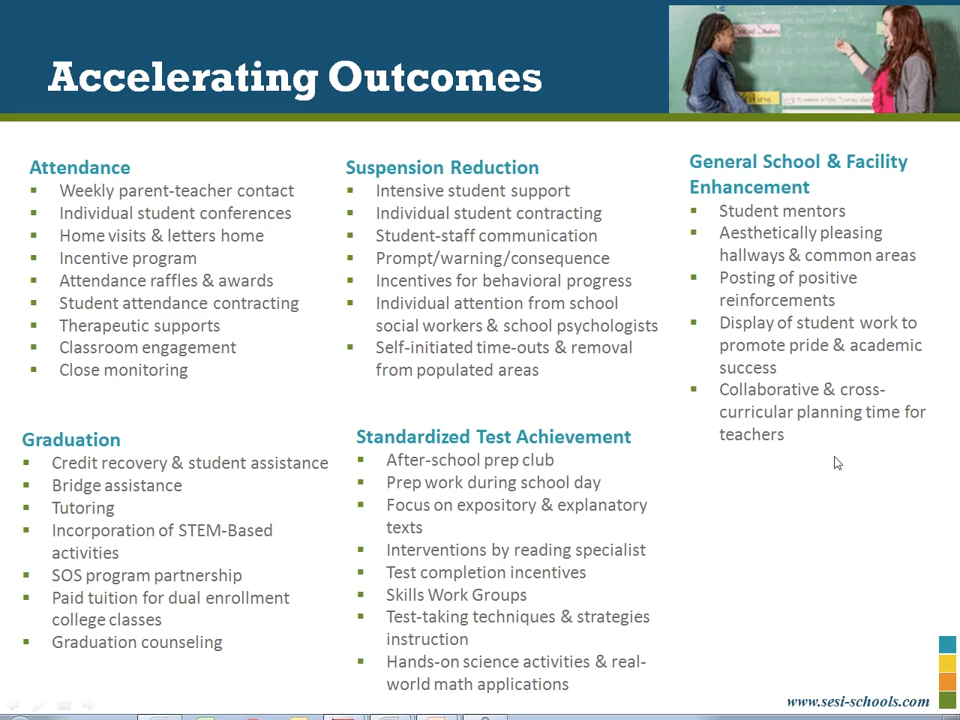 Accelerating Outcomes
Attendance
Weekly parent-teacher contact
Individual student conferences
Home visits & letters home
Incentive program
Attendance raffles & awards
Student attendance contracting
Therapeutic supports
Classroom engagement
Close monitoring
Graduation
Credit recovery & student assistance
Bridge assistance
Tutoring
Incorporation of STEM-Based
activities
SOS program partnership
Paid tuition for dual enrollment
college classes
Graduation counseling
Suspension Reduction
Intensive student support
Individual student contracting
Student-staff communication
Prompt/warning/consequence
Incentives for behavioral progress
Individual attention from school
social workers & school psychologists
Self-initiated time-outs & removal
from populated areas
Standardized Test Achievement
After-school prep club
Prep work during school day
Focus on expository & explanatory
texts
Interventions by reading specialist
Test completion incentives
Skills Work Groups
Test-taking techniques & strategies
instruction
Hands-on science activities & real-
world math applications
General School & Facility
Enhancement
Student mentors
Aesthetically pleasing
hallways & common areas
Posting of positive
reinforcements
Display of student work to
promote pride & academic
success
Collaborative & cross-
curricular planning time for
teachers
www.sesi-schools.com